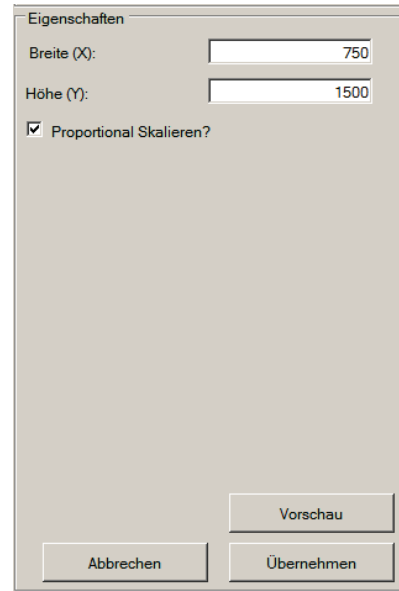 Eigenschaften
Breite (X): 750
Höhe (Y): 1500
Proportional Skalieren?
Vorschau
Abbrechen Übernehmen